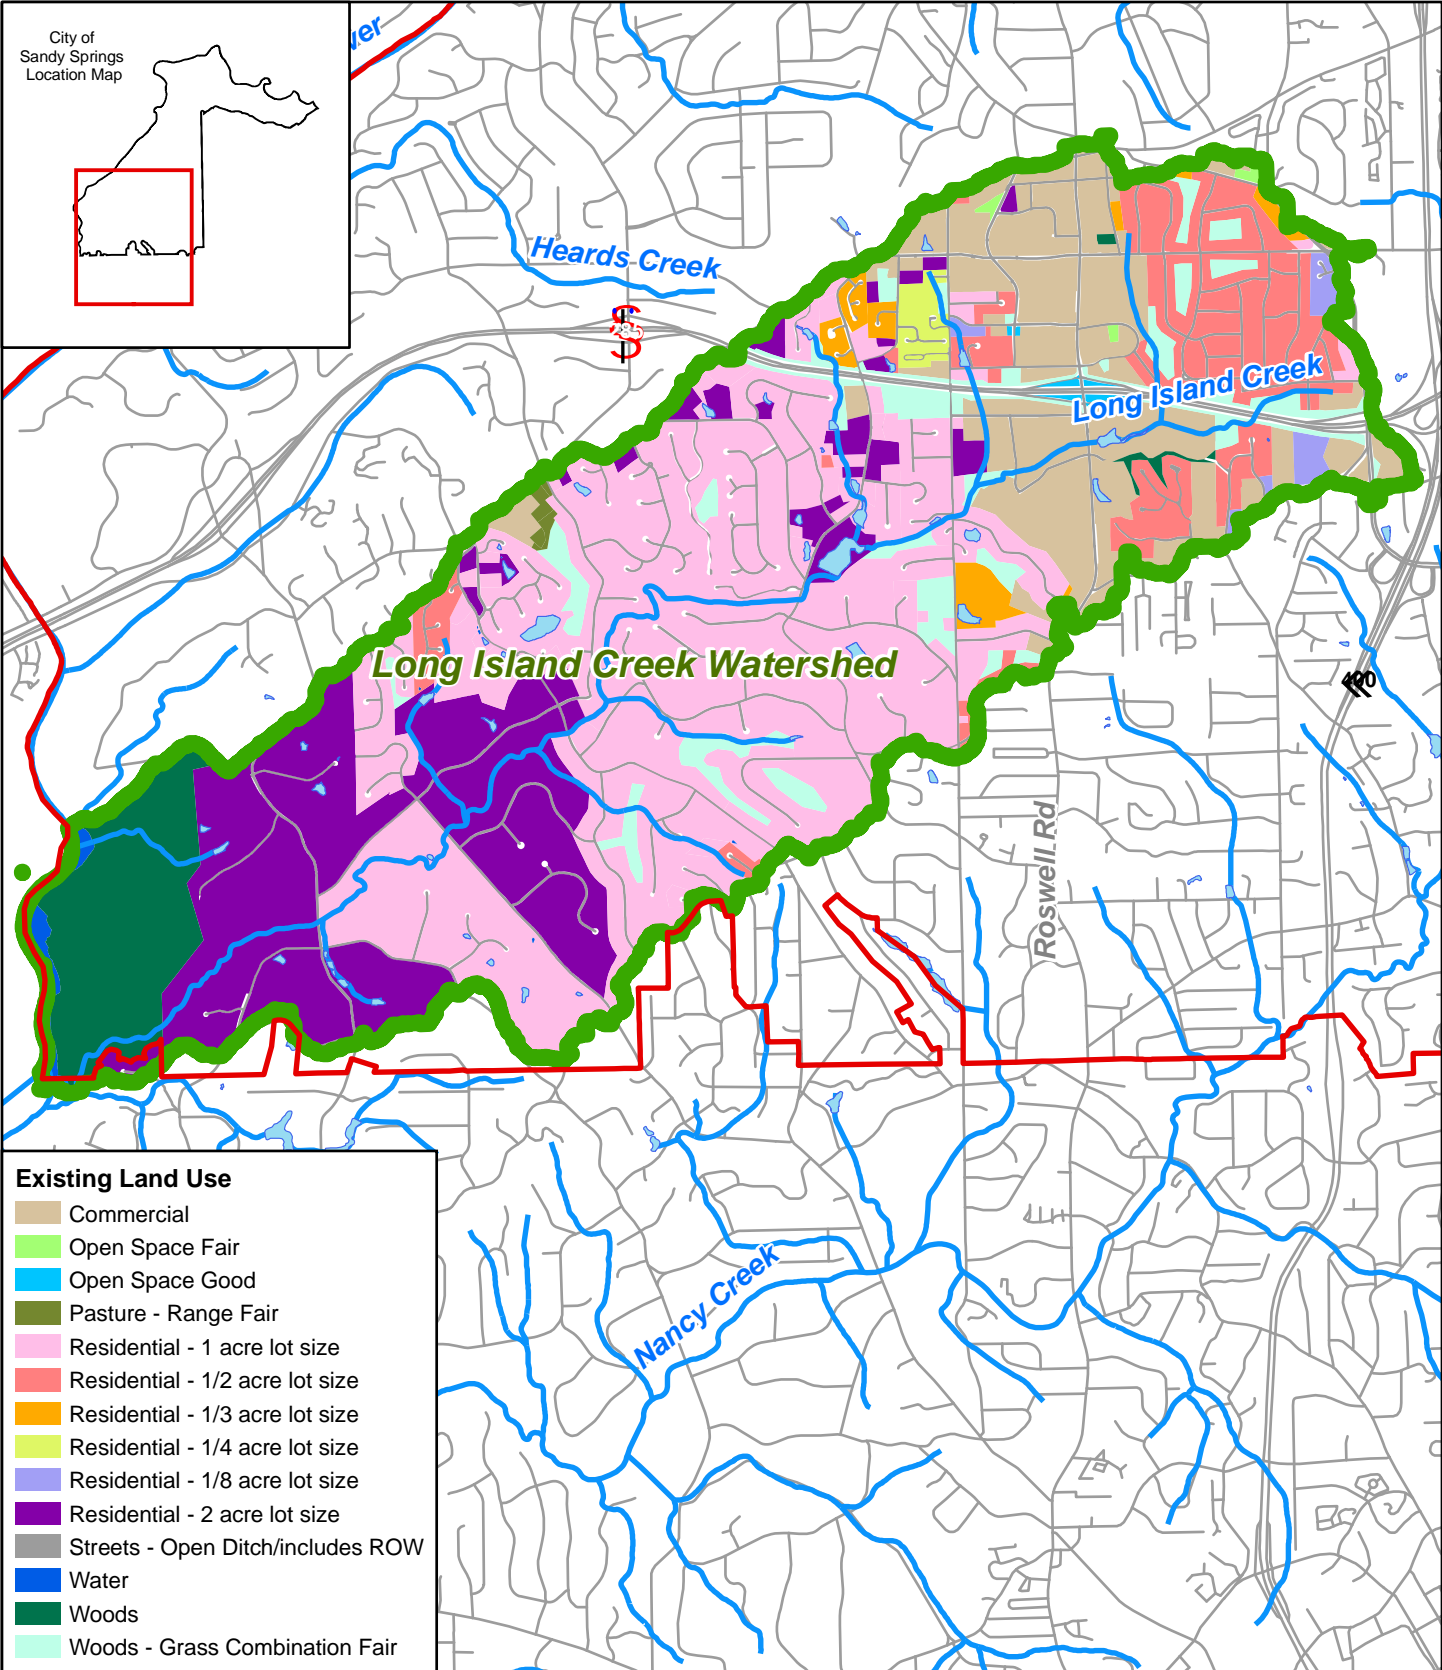 City of
Sandy Springs
Location Map
ver
Heards Creek
285
Long Island Creek
Long Island Creek Watershed
400
Roswell Rd
Nancy Creek
Existing Land Use
Commercial
Open Space Fair
Open Space Good
Pasture - Range Fair
Residential - 1 acre lot size
Residential - 1/2 acre lot size
Residential - 1/3 acre lot size
Residential - 1/4 acre lot size
Residential - 1/8 acre lot size
Residential - 2 acre lot size
Streets - Open Ditch/includes ROW
Water
Woods
Woods - Grass Combination Fair